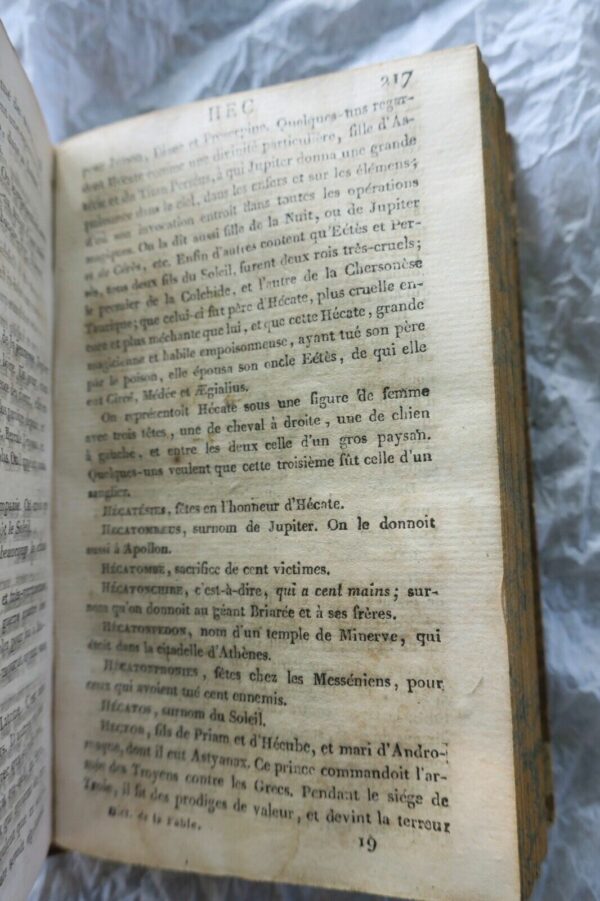 HEC 217
pour Junon, Diane et Proserpine. Quelques-uns regar-
dent Hécate comme une divinité particulière, fille d'As-
térie et du Titan Persèus, à qui Jupiter donna une grande
puissance dans le ciel, dans les enfers et sur les élémens;
d'où son invocation entroit dans toutes les opérations
magiques. On la dit aussi fille de la Nuit, ou de Jupiter
et de Cérès, etc. Enfin d'autres content qu'Eétès et Per-
sès, tous deux fils du Soleil, furent deux rois très-cruels;
le premier de la Colchide, et l'autre de la Chersonèse
Taurique; que celui-ci fut père d'Hécate, plus cruelle en-
core et plus méchante que lui, et que cette Hécate, grande
magicienne et habile empoisonneuse, ayant tué son père
par le poison, elle épousa son oncle Eétès, de qui elle
eut Circé, Médée et Ægialius.
On représentoit Hécate sous une figure de femme
avec trois têtes, une de cheval à droite, une de chien
à gauche, et entre les deux celle d'un gros paysan.
Quelques-uns veulent que cette troisième fût celle d'un
sanglier.
HÉCATÉSIES, fêtes en l'honneur d'Hécate.
HECATOMBEUS, surnom de Jupiter. On le donnoit
aussi à Apollon.
HÉCATOMBE, sacrifice de cent victimes.
HÉCATONCHIRE, c'est-à-dire, qui a cent mains; sur-
nom qu'on donnoit au géant Briarée et à ses frères.
HÉCATONPEDON, nom d'un temple de Minerve, qui
étoit dans la citadelle d'Athènes.
HÉCATONPHONIES, fêtes chez les Messéniens, pour
ceux qui avoient tué cent ennemis.
HÉCATOS, surnom du Soleil.
HECTOR, fils de Priam et d'Hécube, et mari d'Andro-
maque, dont il eut Astyanax. Ce prince commandoit l'ar-
mée des Troyens contre les Grecs. Pendant le siége de
Troie, il fit des prodiges de valeur, et devint la terreur
Dict. de la Fable. 19